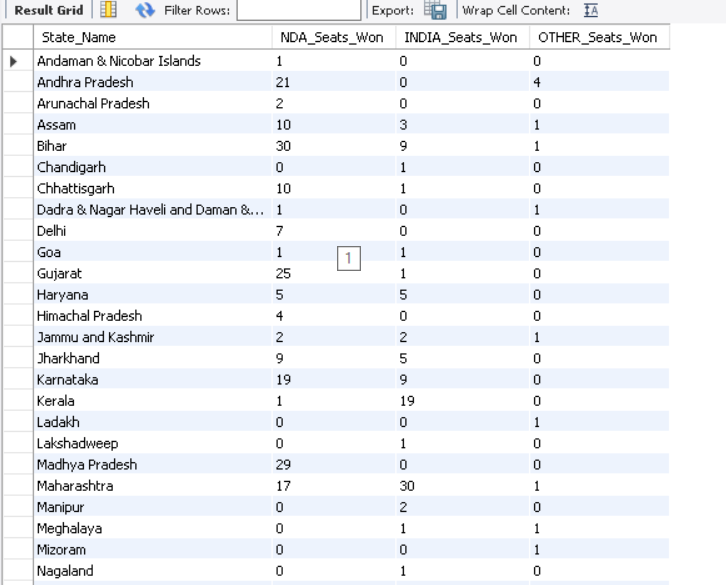 Result Grid Filter Rows: Export: Wrap Cell Content: IA
State_Name NDA_Seats_Won INDIA_Seats_Won OTHER_Seats_Won
Andaman & Nicobar Islands 1 0 0
Andhra Pradesh 21 0 4
Arunachal Pradesh 2 0 0
Assam 10 3 1
Bihar 30 9 1
Chandigarh 0 1 0
Chhattisgarh 10 1 0
Dadra & Nagar Haveli and Daman &... 1 0 1
Delhi 7 0 0
Goa 1 1 0
1
Gujarat 25 1 0
Haryana 5 5 0
Himachal Pradesh 4 0 0
Jammu and Kashmir 2 2 1
Jharkhand 9 5 0
Karnataka 19 9 0
Kerala 1 19 0
Ladakh 0 0 1
Lakshadweep 0 1 0
Madhya Pradesh 29 0 0
Maharashtra 17 30 1
Manipur 0 2 0
Meghalaya 0 1 1
Mizoram 0 0 1
Nagaland 0 1 0